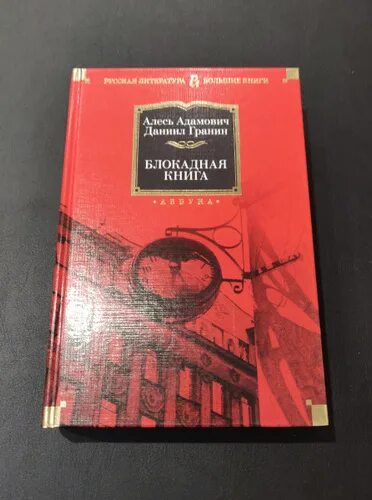 Русская литература Большие книги
Алесь Адамович
Даниил Гранин
Блокадная
книга
•АЗБУКА•